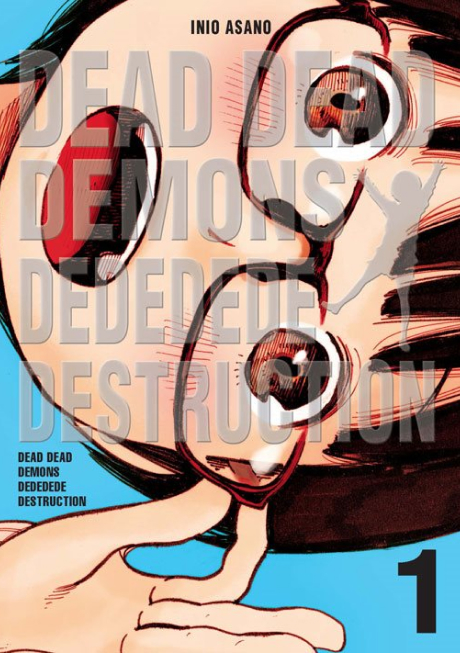 INIO ASANO
DEAD DEAD
DEMONS
DEDEDEDE
DESTRUCTION
DEAD DEAD
DEMONS
DEDEDEDE
DESTRUCTION
1